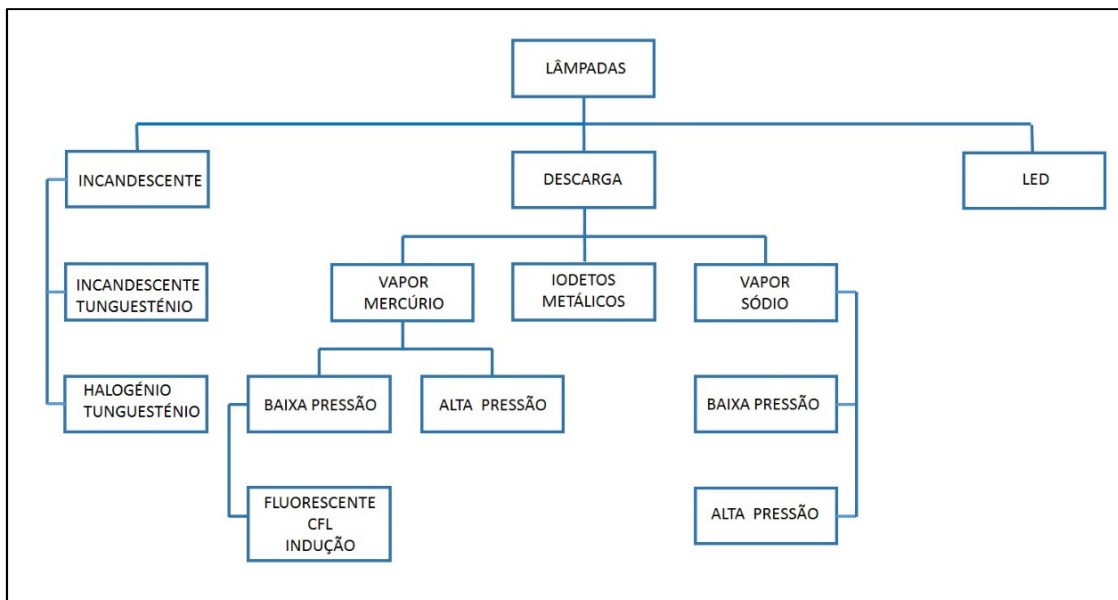 LÂMPADAS
INCANDESCENTE
DESCARGA
LED
INCANDESCENTE
TUNGUESTÉNIO
VAPOR
MERCÚRIO
IODETOS
METÁLICOS
VAPOR
SÓDIO
HALOGÉNIO
TUNGUESTÉNIO
BAIXA PRESSÃO
ALTA PRESSÃO
BAIXA PRESSÃO
FLUORESCENTE
CFL
INDUÇÃO
ALTA PRESSÃO